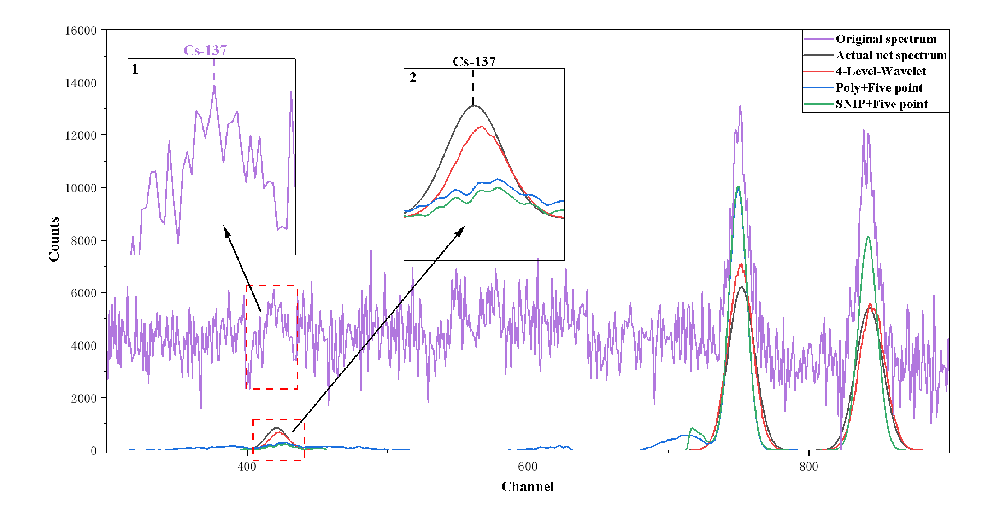 16000
14000
12000
10000
8000
6000
4000
2000
0
Counts
Cs-137
1
Cs-137
2
Original spectrum
Actual net spectrum
4-Level-Wavelet
Poly+Five point
SNIP+Five point
400
600
800
Channel